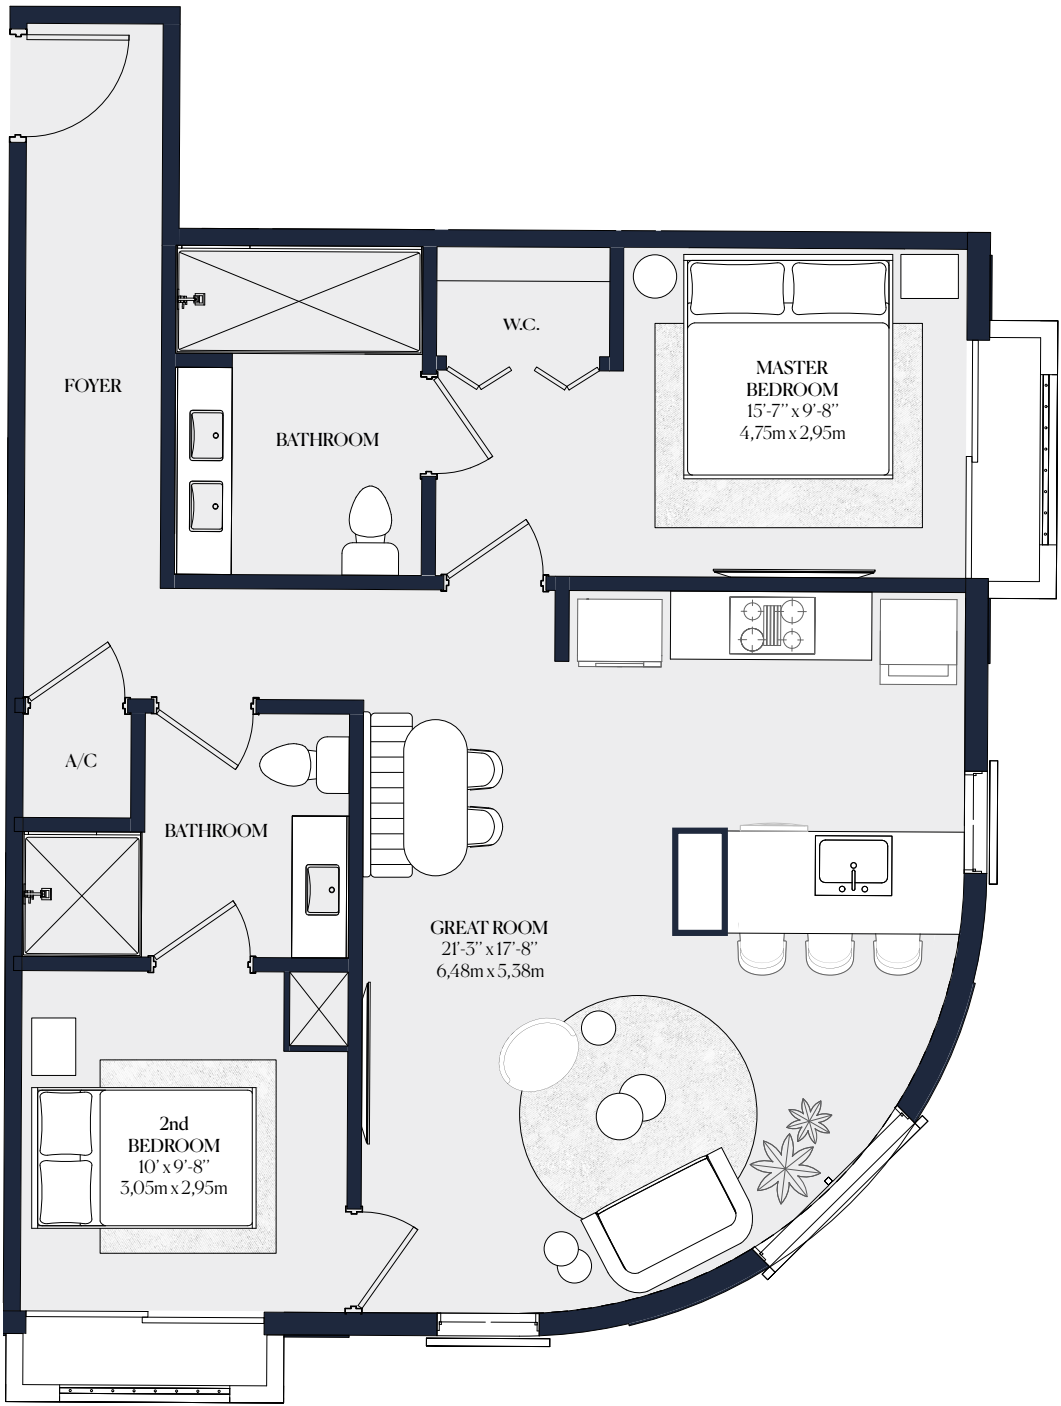 W.C.
MASTER
BEDROOM
15'-7'' x 9'-8''
4,75m x 2,95m
FOYER
BATHROOM
A/C
BATHROOM
GREAT ROOM
21'-3'' x 17'-8''
6,48m x 5,38m
2nd
BEDROOM
10' x 9'-8''
3,05m x 2,95m